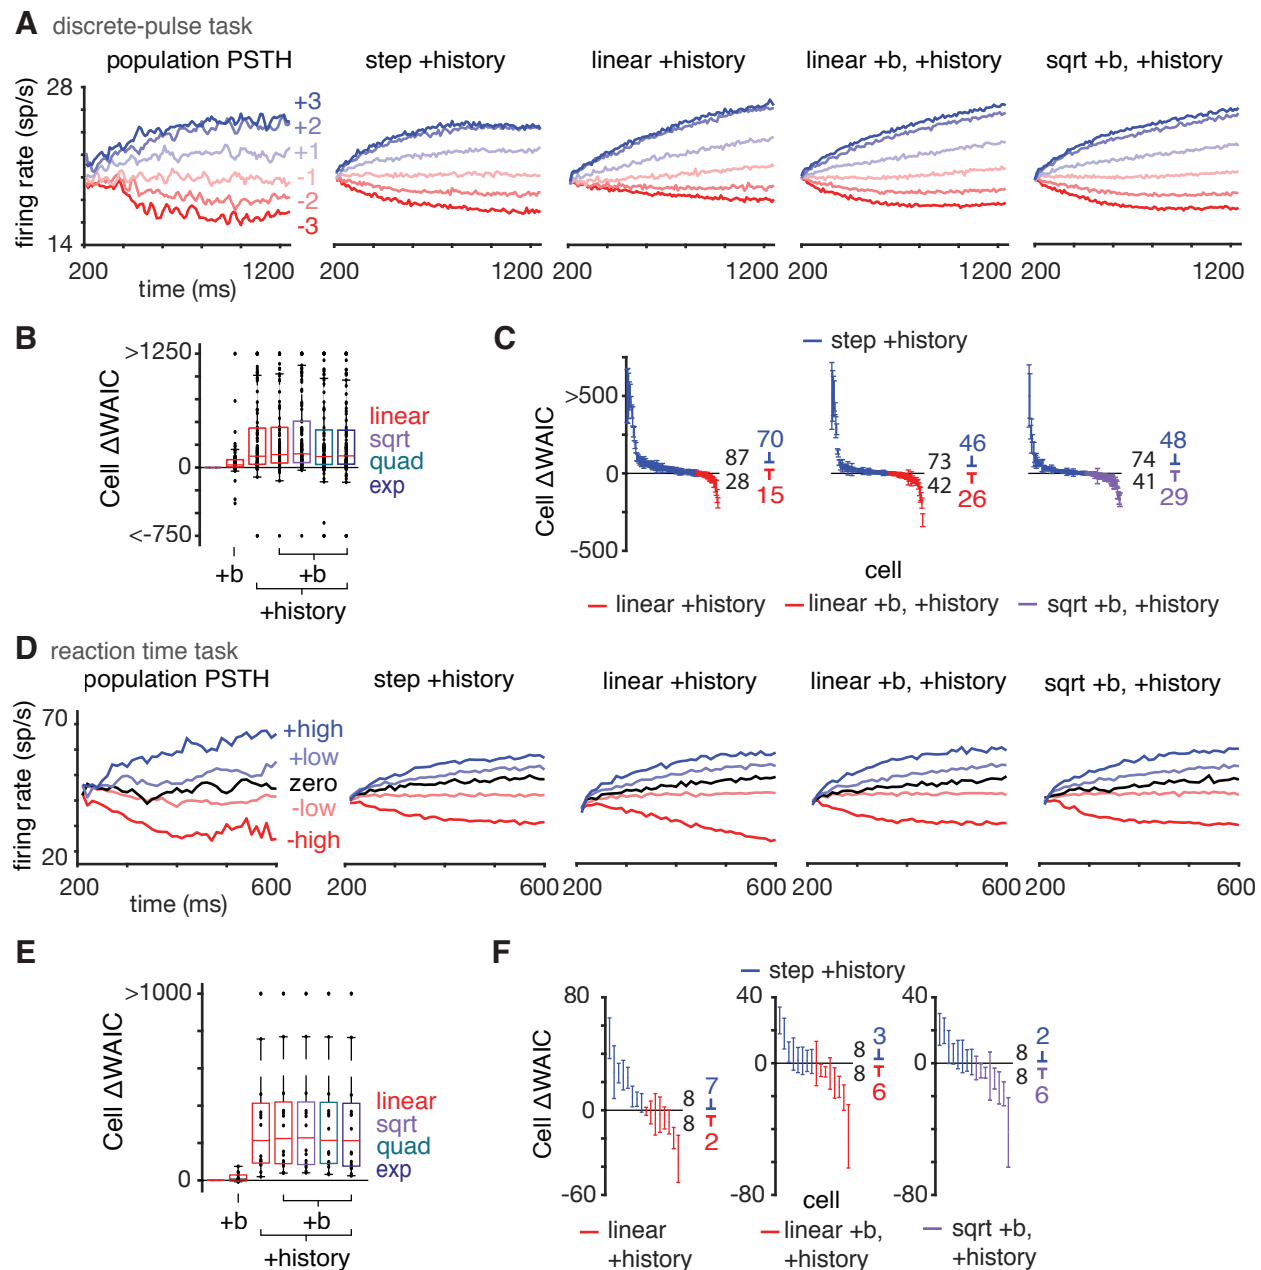 A discrete-pulse task
population PSTH
step +history
linear +history
linear +b, +history
sqrt +b, +history
firing rate (sp/s)
28
14
+3
+2
+1
-1
-2
-3
200 1200
200 1200
200 1200
200 1200
200 1200
time (ms)
B
Cell ΔWAIC
>1250
0
<-750
linear
sqrt
quad
exp
+b
+b
+history
C
step +history
Cell ΔWAIC
>500
0
-500
87
28
70
15
73
42
46
26
74
41
48
29
cell
linear +history
linear +b, +history
sqrt +b, +history
D reaction time task
population PSTH
step +history
linear +history
linear +b, +history
sqrt +b, +history
firing rate (sp/s)
70
20
+high
+low
zero
-low
-high
200 600
200 600
200 600
200 600
200 600
time (ms)
E
Cell ΔWAIC
>1000
0
linear
sqrt
quad
exp
+b
+b
+history
F
step +history
Cell ΔWAIC
80
0
-60
8
8
7
2
40
0
-80
8
8
3
6
40
0
-80
8
8
2
6
cell
linear
+history
linear +b,
+history
sqrt +b,
+history